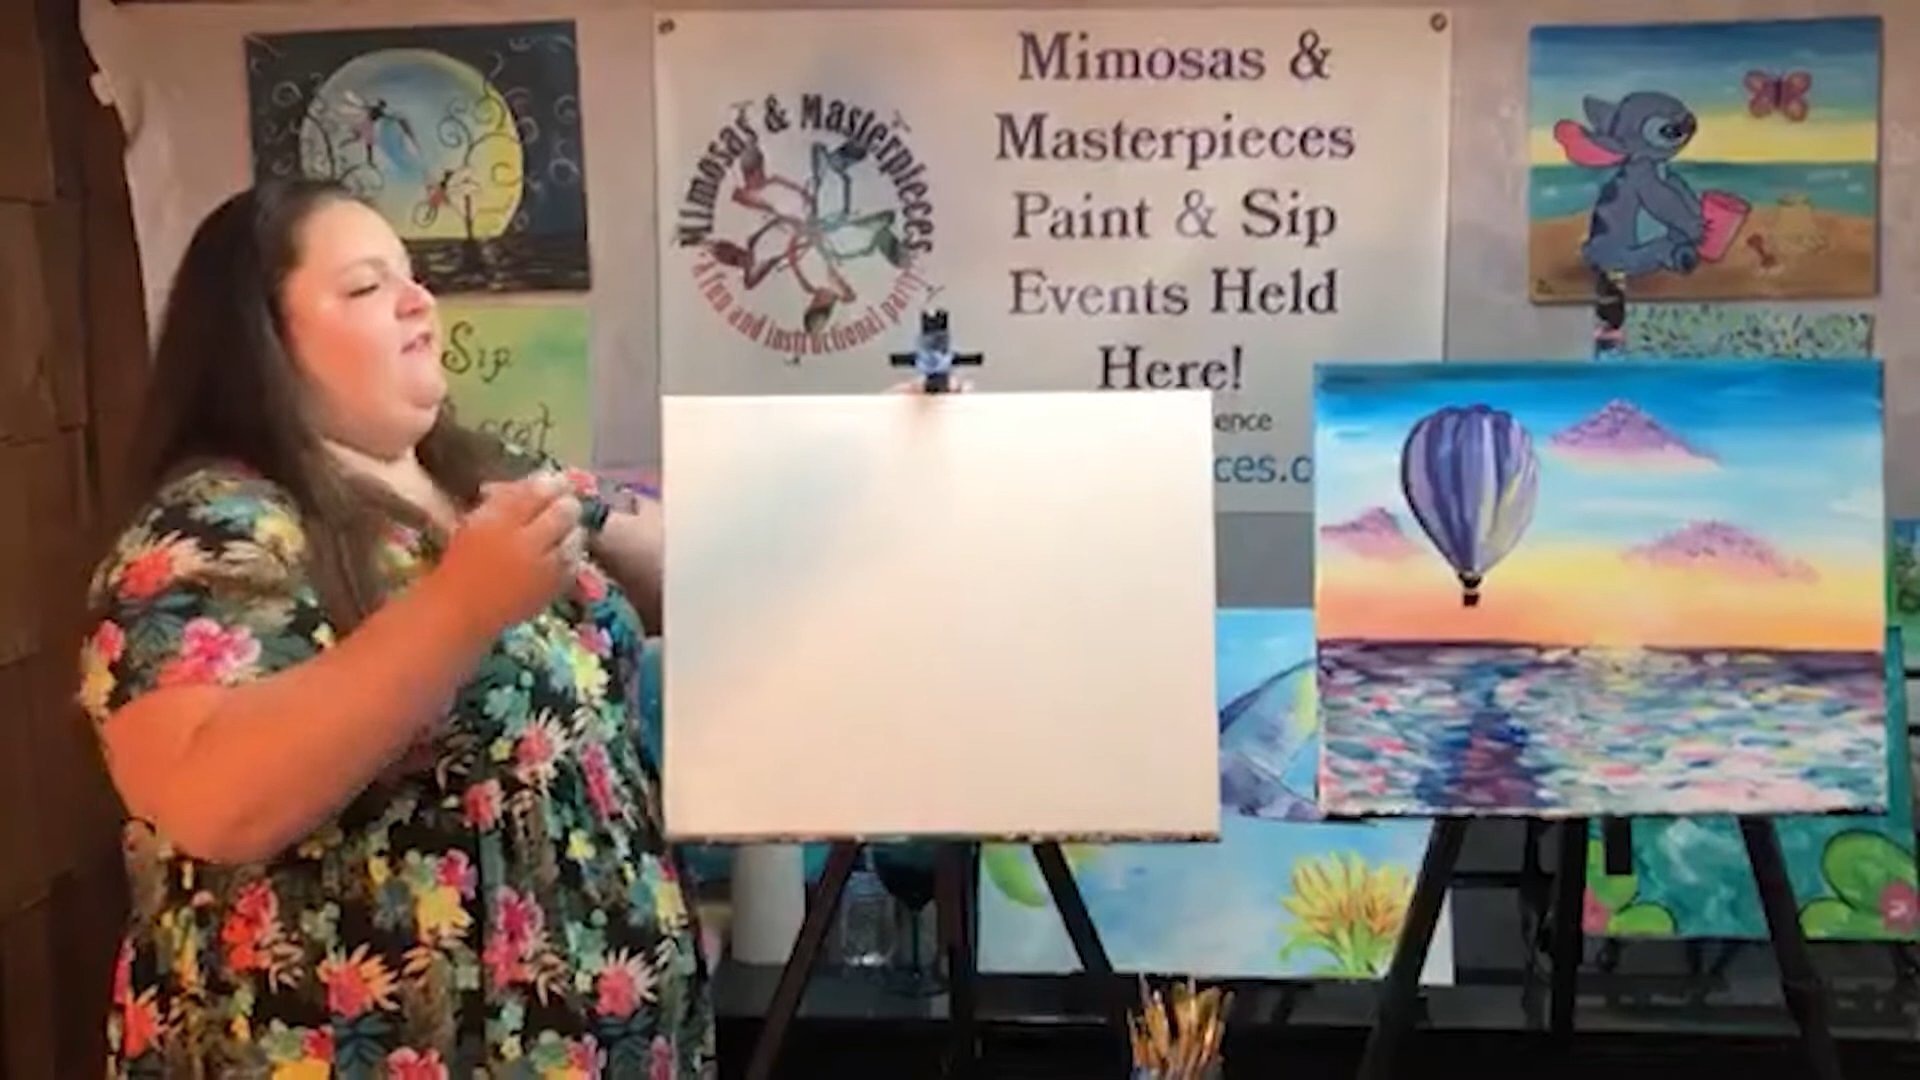 Mimosas & Masterpieces
"A fun and instructional party"
Mimosas &
Masterpieces
Paint & Sip
Events Held
Here!
Sip